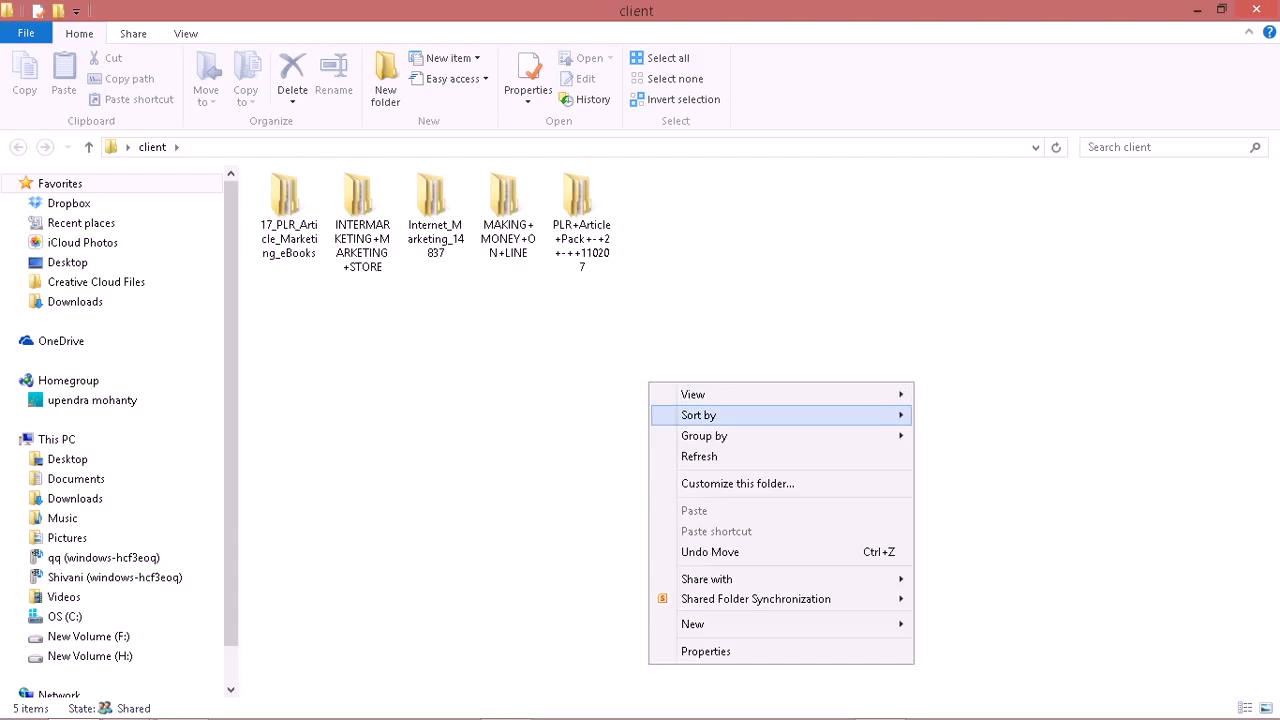 client
File
Home
Share
View
Copy
Paste
Cut
Copy path
Paste shortcut
Clipboard
Move to
Copy to
Delete
Rename
Organize
New folder
New item
Easy access
New
Properties
Open
Edit
History
Open
Select all
Select none
Invert selection
Select
client
Search client
Favorites
Dropbox
Recent places
iCloud Photos
Desktop
Creative Cloud Files
Downloads
OneDrive
Homegroup
upendra mohanty
This PC
Desktop
Documents
Downloads
Music
Pictures
qq (windows-hcf3eoq)
Shivani (windows-hcf3eoq)
Videos
OS (C:)
New Volume (F:)
New Volume (H:)
Network
17_PLR_Arti
cle_Marketi
ng_eBooks
INTERMAR
KETING+M
ARKETING
+STORE
Internet_M
arketing_14
837
MAKING+
MONEY+O
N+LINE
PLR+Article
+Pack+-+2
+-++11020
7
View
Sort by
Group by
Refresh
Customize this folder...
Paste
Paste shortcut
Undo Move Ctrl+Z
Share with
Shared Folder Synchronization
New
Properties
5 items State: Shared